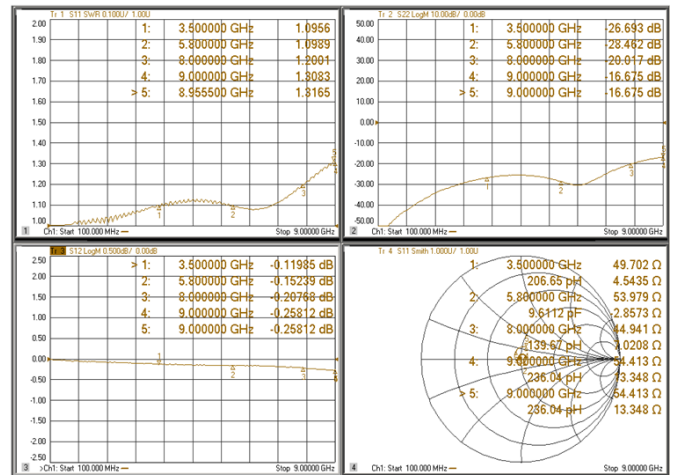 Tr 1 S11 SWR 0.100U/ 1.00U
2.00
1.90
1.80
1.70
1.60
1.50
1.40
1.30
1.20
1.10
1.00
1: 3.500000 GHz 1.0956
2: 5.800000 GHz 1.0989
3: 8.000000 GHz 1.2001
4: 9.000000 GHz 1.3083
> 5: 8.955500 GHz 1.3165
1
2
3
1 Ch1: Start 100.000 MHz Stop 9.00000 GHz
Tr 2 S22 LogM 10.00dB/ 0.00dB
50.00
40.00
30.00
20.00
10.00
0.00
-10.00
-20.00
-30.00
-40.00
-50.00
1: 3.500000 GHz -26.693 dB
2: 5.800000 GHz -28.462 dB
3: 8.000000 GHz -20.017 dB
4: 9.000000 GHz -16.675 dB
> 5: 9.000000 GHz -16.675 dB
1
2
3
2 Ch1: Start 100.000 MHz Stop 9.00000 GHz
Tr 3 S12 LogM 0.500dB/ 0.00dB
2.50
2.00
1.50
1.00
0.50
0.00
-0.50
-1.00
-1.50
-2.00
-2.50
> 1: 3.500000 GHz -0.11985 dB
2: 5.800000 GHz -0.15239 dB
3: 8.000000 GHz -0.20768 dB
4: 9.000000 GHz -0.25812 dB
5: 9.000000 GHz -0.25812 dB
1
2
3
3 >Ch1: Start 100.000 MHz Stop 9.00000 GHz
Tr 4 S11 Smith 1.000U/ 1.00U
1: 3.500000 GHz 49.702 Ω
206.65 pH 4.5435 Ω
2: 5.800000 GHz 53.979 Ω
9.6112 pF -2.8573 Ω
3: 8.000000 GHz 44.941 Ω
139.67 pH 7.0208 Ω
4: 9.000000 GHz 54.413 Ω
236.04 pH 13.348 Ω
> 5: 9.000000 GHz 54.413 Ω
236.04 pH 13.348 Ω
4 Ch1: Start 100.000 MHz Stop 9.00000 GHz